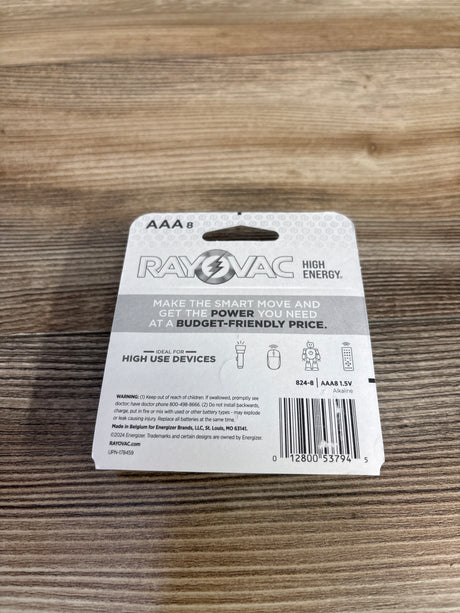 AAA 8
RAYOVAC HIGH
ENERGY®
MAKE THE SMART MOVE AND
GET THE POWER YOU NEED
AT A BUDGET-FRIENDLY PRICE.
IDEAL FOR
HIGH USE DEVICES
824-8 | AAA8 1.5V
Alkaline
WARNING: (1) Keep out of reach of children. If swallowed, promptly see
doctor; have doctor phone 800-498-8666. (2) Do not install backwards,
charge, put in fire or mix with used or other battery types - may explode
or leak causing injury. Replace all batteries at the same time.
Made in Belgium for Energizer Brands, LLC, St. Louis, MO 63141.
©2024 Energizer. Trademarks and certain designs are owned by Energizer.
RAYOVAC.com
UPN-178459
0 12800 53794 5